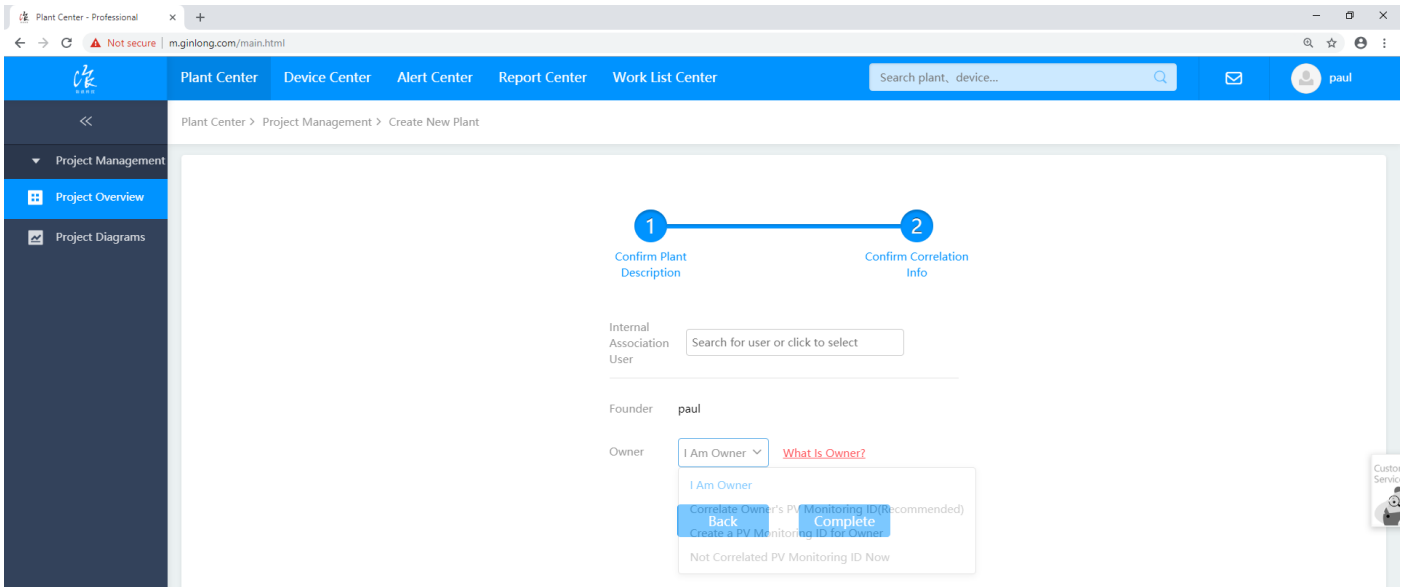 Plant Center - Professional
Not secure | m.ginlong.com/main.html
Plant Center Device Center Alert Center Report Center Work List Center Search plant、device... paul
Plant Center > Project Management > Create New Plant
Project Management
Project Overview
Project Diagrams
1 2
Confirm Plant Description
Confirm Correlation Info
Internal Association User
Search for user or click to select
Founder paul
Owner I Am Owner What Is Owner?
I Am Owner
Correlate Owner's PV Monitoring ID(Recommended)
Back Complete
Create a PV Monitoring ID for Owner
Not Correlated PV Monitoring ID Now